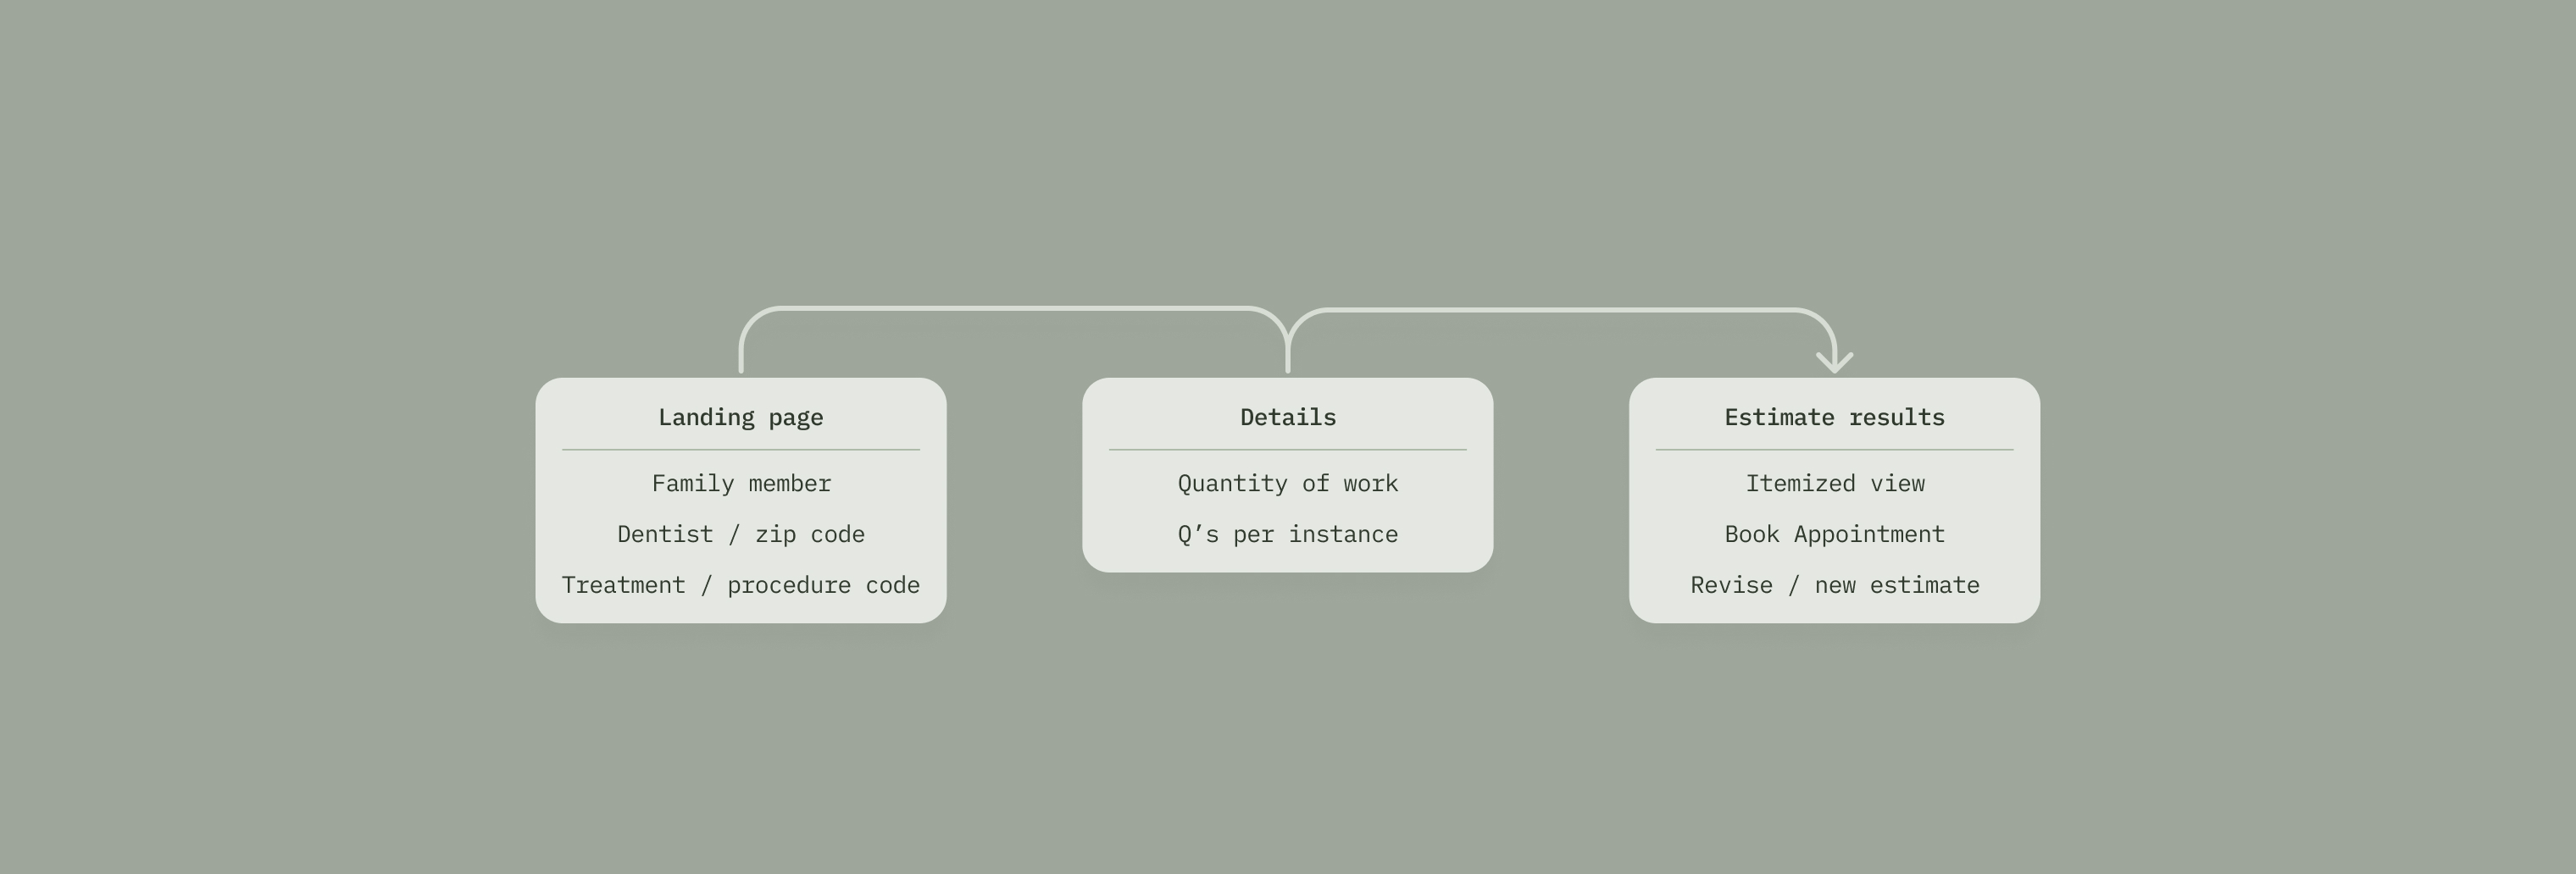 Landing page
Family member
Dentist / zip code
Treatment / procedure code
Details
Quantity of work
Q’s per instance
Estimate results
Itemized view
Book Appointment
Revise / new estimate